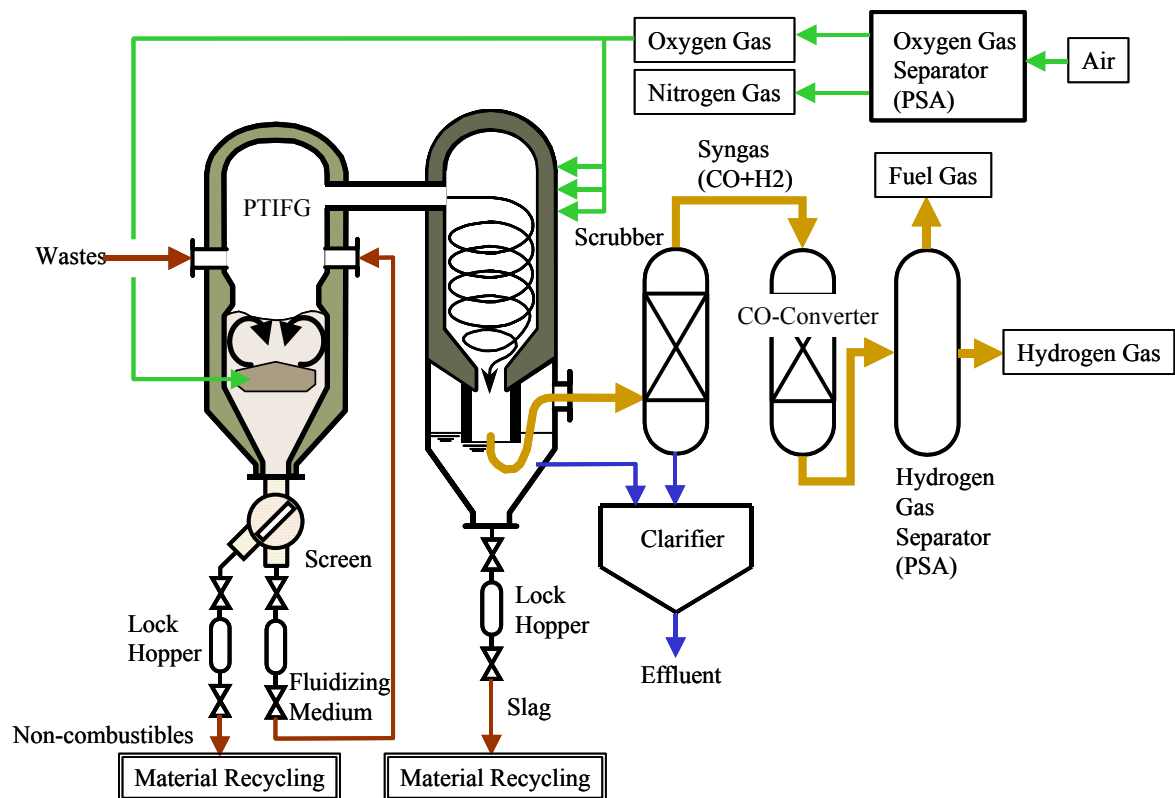 Oxygen Gas
Nitrogen Gas
Oxygen Gas
Separator
(PSA)
Air
Syngas
(CO+H2)
Fuel Gas
PTIFG
Scrubber
Wastes
CO-Converter
Hydrogen Gas
Hydrogen
Gas
Separator
(PSA)
Clarifier
Screen
Lock
Hopper
Lock
Hopper
Effluent
Fluidizing
Medium
Slag
Non-combustibles
Material Recycling
Material Recycling